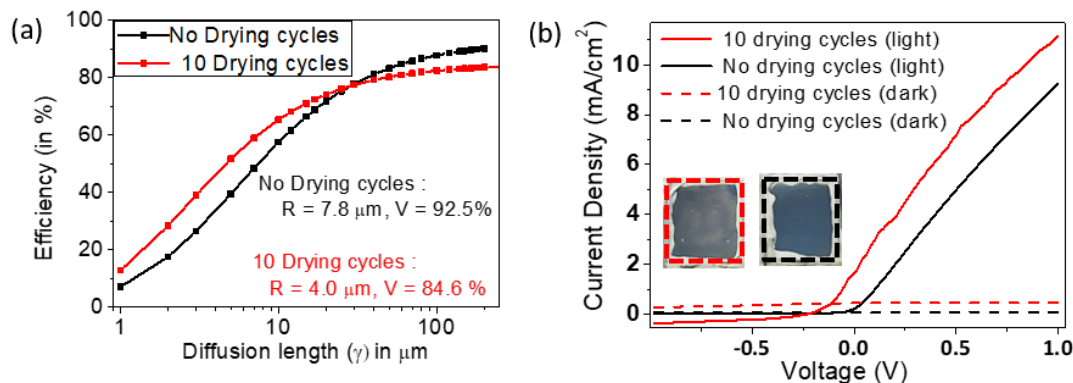 (a)
100
80
60
40
20
0
Efficiency (in %)
No Drying cycles
10 Drying cycles
No Drying cycles :
R = 7.8 μm, V = 92.5%
10 Drying cycles :
R = 4.0 μm, V = 84.6 %
1 10 100
Diffusion length (γ) in μm
(b)
10
8
6
4
2
0
Current Density (mA/cm²)
10 drying cycles (light)
No drying cycles (light)
10 drying cycles (dark)
No drying cycles (dark)
-0.5 0.0 0.5 1.0
Voltage (V)